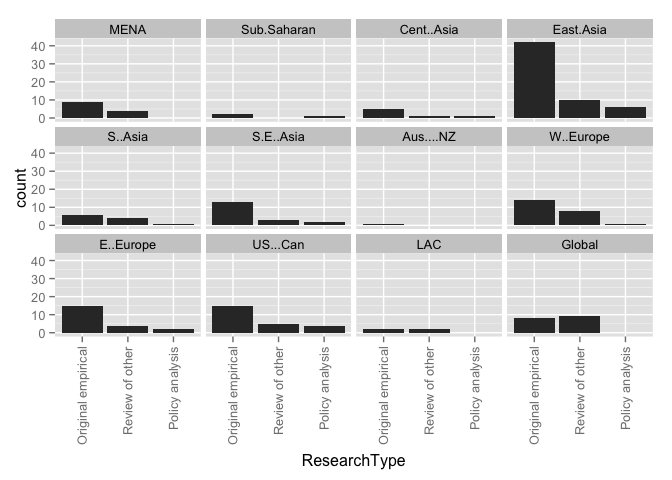 MENA Sub.Saharan Cent..Asia East.Asia
40
30
20
10
0
S..Asia S.E..Asia Aus....NZ W..Europe
40
30
20
10
0
count
E..Europe US...Can LAC Global
40
30
20
10
0
Original empirical Review of other Policy analysis Original empirical Review of other Policy analysis Original empirical Review of other Policy analysis Original empirical Review of other Policy analysis
ResearchType